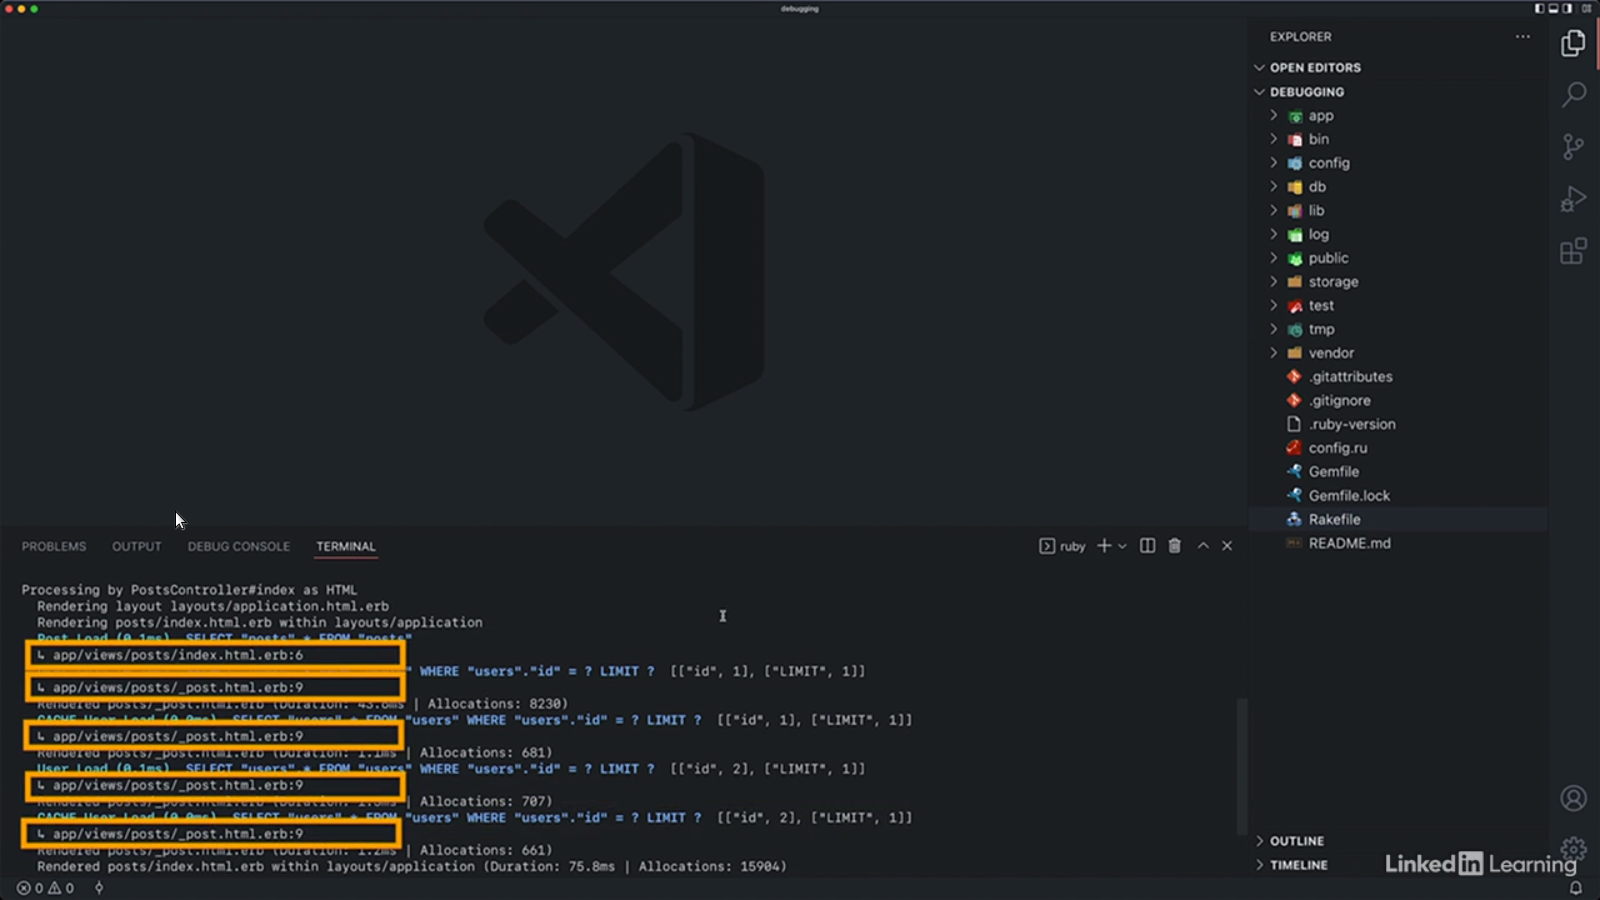 debugging
EXPLORER
OPEN EDITORS
DEBUGGING
app
bin
config
db
lib
log
public
storage
test
tmp
vendor
.gitattributes
.gitignore
.ruby-version
config.ru
Gemfile
Gemfile.lock
Rakefile
README.md
PROBLEMS OUTPUT DEBUG CONSOLE TERMINAL
ruby
Processing by PostsController#index as HTML
Rendering layout layouts/application.html.erb
Rendering posts/index.html.erb within layouts/application
Post Load (0.1ms) SELECT "posts".* FROM "posts"
↳ app/views/posts/index.html.erb:6
" WHERE "users"."id" = ? LIMIT ? [["id", 1], ["LIMIT", 1]]
↳ app/views/posts/_post.html.erb:9
Rendered posts/_post.html.erb (Duration: 43.6ms | Allocations: 8230)
CACHE User Load (0.0ms) SELECT "users".* FROM "users" WHERE "users"."id" = ? LIMIT ? [["id", 1], ["LIMIT", 1]]
↳ app/views/posts/_post.html.erb:9
Rendered posts/_post.html.erb (Duration: 1.1ms | Allocations: 681)
User Load (0.1ms) SELECT "users".* FROM "users" WHERE "users"."id" = ? LIMIT ? [["id", 2], ["LIMIT", 1]]
↳ app/views/posts/_post.html.erb:9
Rendered posts/_post.html.erb (Duration: | Allocations: 707)
CACHE User Load (0.0ms) SELECT "users".* FROM "users" WHERE "users"."id" = ? LIMIT ? [["id", 2], ["LIMIT", 1]]
↳ app/views/posts/_post.html.erb:9
Rendered posts/_post.html.erb (Duration: 1.2ms | Allocations: 661)
Rendered posts/index.html.erb within layouts/application (Duration: 75.8ms | Allocations: 15904)
OUTLINE
TIMELINE
LinkedIn Learning
0 0